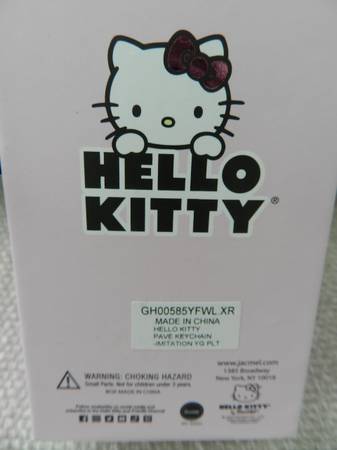 HELLO
KITTY®
GH00585YFWL.XR
MADE IN CHINA
HELLO KITTY
PAVE KEYCHAIN
-IMITATION YG PLT
www.jacmel.com
1385 Broadway
New York, NY 10018
WARNING: CHOKING HAZARD
Small Parts. Not for children under 3 years.
BOX MADE IN CHINA
HELLO KITTY